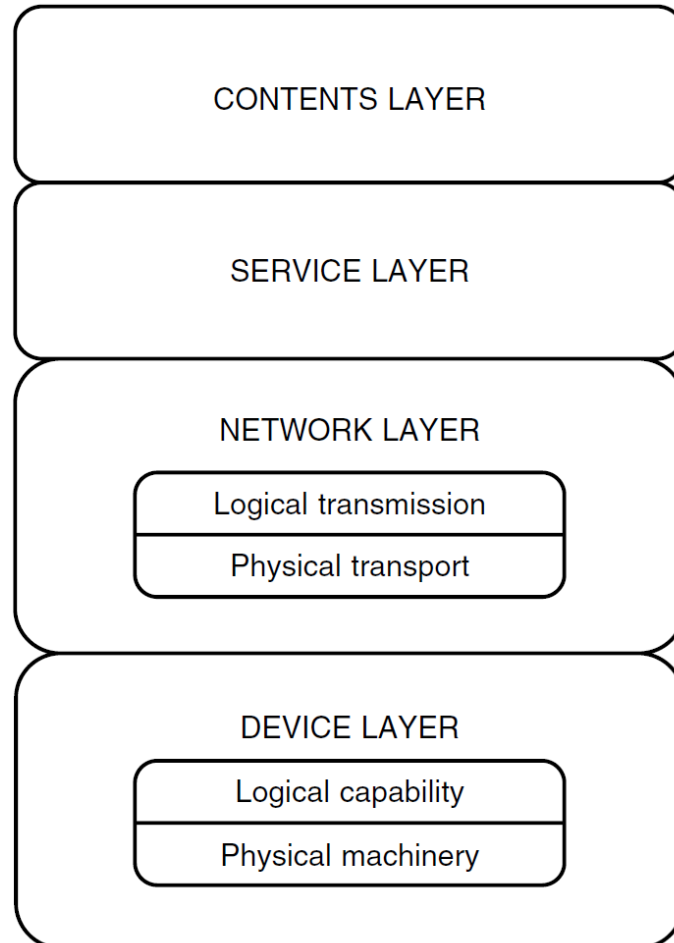 CONTENTS LAYER
SERVICE LAYER
NETWORK LAYER
Logical transmission
Physical transport
DEVICE LAYER
Logical capability
Physical machinery